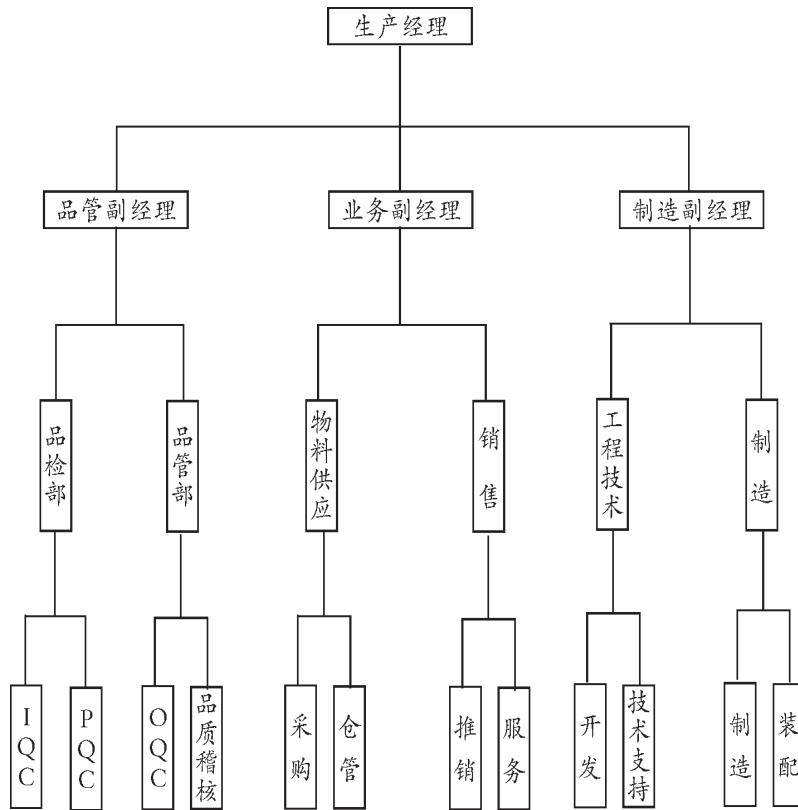 生产经理
品管副经理
业务副经理
制造副经理
品检部
品管部
物料供应
销售
工程技术
制造
IQC
PQC
OQC
品质稽核
采购
仓管
推销
服务
开发
技术支持
制造
装配